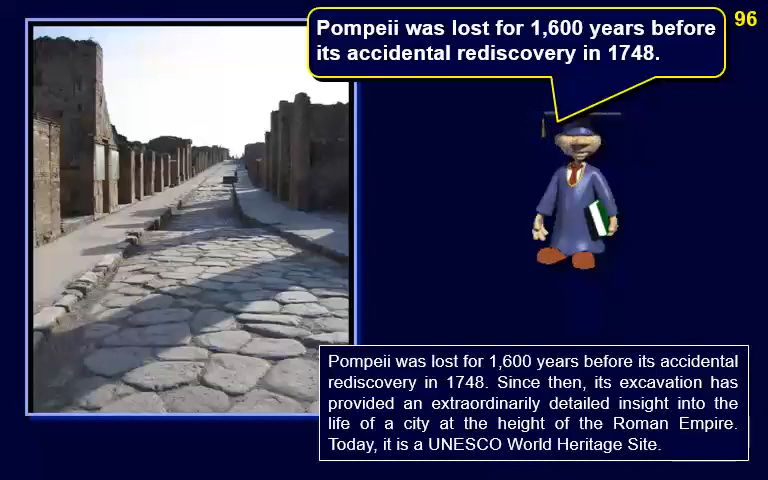 Pompeii was lost for 1,600 years before
its accidental rediscovery in 1748.
96
Pompeii was lost for 1,600 years before its accidental
rediscovery in 1748. Since then, its excavation has
provided an extraordinarily detailed insight into the
life of a city at the height of the Roman Empire.
Today, it is a UNESCO World Heritage Site.